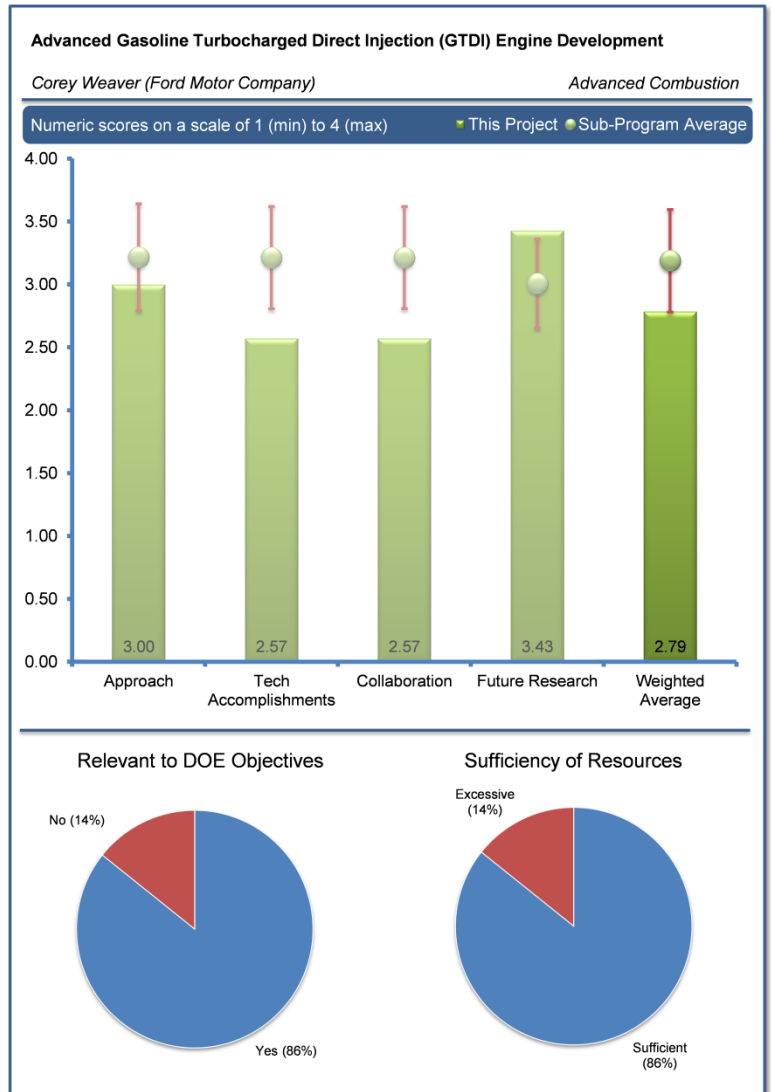 Advanced Gasoline Turbocharged Direct Injection (GTDI) Engine Development
Corey Weaver (Ford Motor Company) Advanced Combustion
Numeric scores on a scale of 1 (min) to 4 (max) This Project Sub-Program Average
4.00
3.50
3.00
2.50
2.00
1.50
1.00
0.50
0.00
3.00 2.57 2.57 3.43 2.79
Approach Tech Collaboration Future Research Weighted
Accomplishments Average
Relevant to DOE Objectives Sufficiency of Resources
Excessive
(14%)
No (14%)
Yes (86%)
Sufficient
(86%)